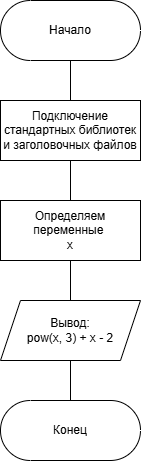 Начало
Подключение
стандартных библиотек
и заголовочных файлов
Определяем
переменные
x
Вывод:
pow(x, 3) + x - 2
Конец